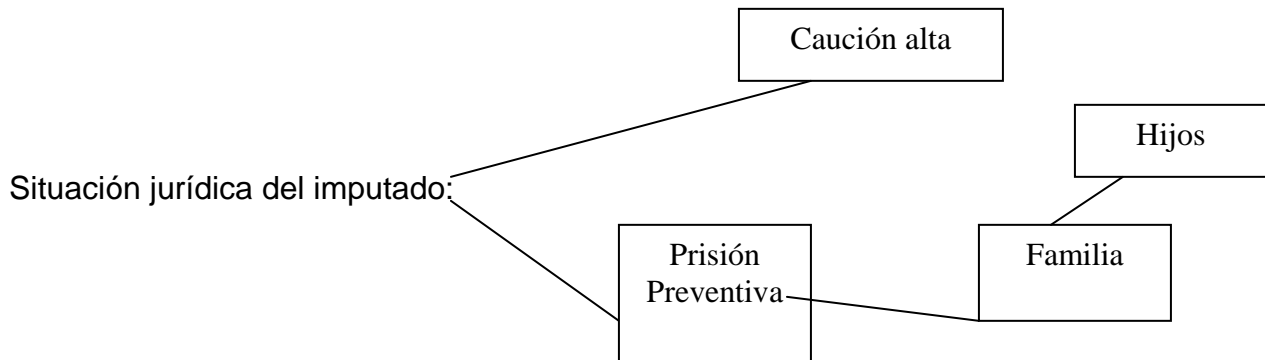 Caución alta
Hijos
Situación jurídica del imputado:
Prisión
Preventiva
Familia